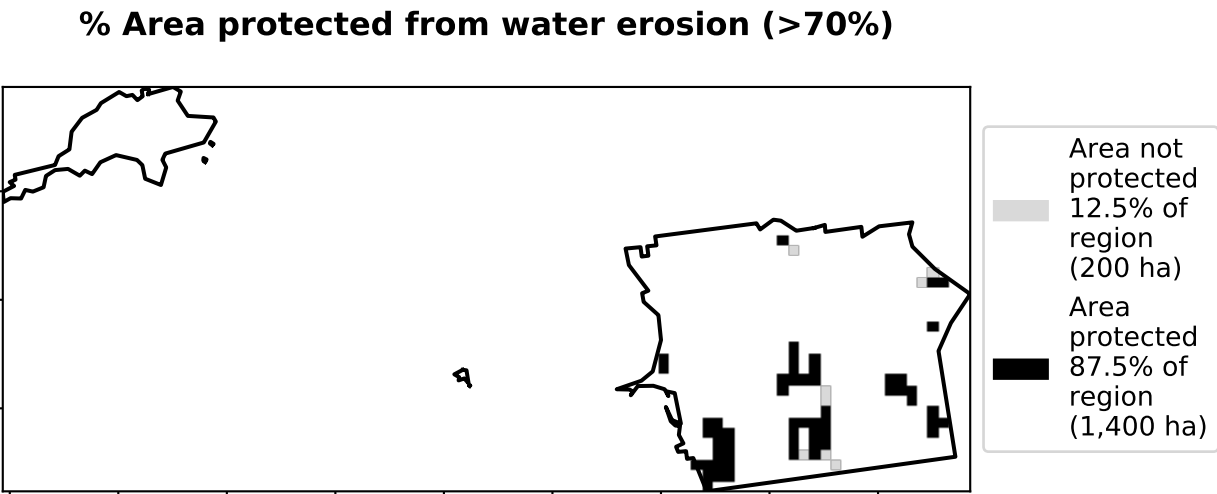 % Area protected from water erosion (>70%)
Area not
protected
12.5% of
region
(200 ha)
Area
protected
87.5% of
region
(1,400 ha)